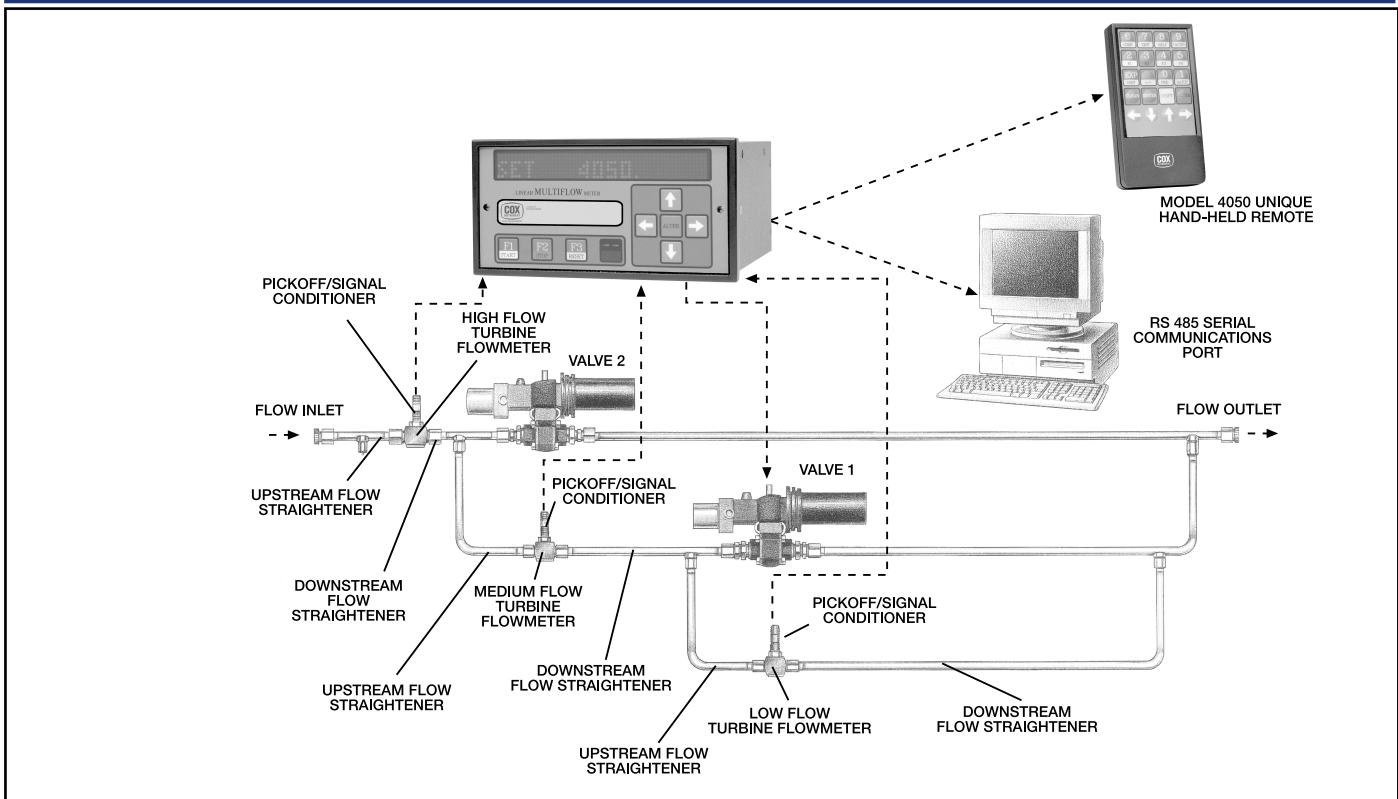 SET 4050.
LINEAR MULTIFLOW METER
COX
F1
START
F2
STOP
F3
RESET
ALTER
COX
MODEL 4050 UNIQUE
HAND-HELD REMOTE
RS 485 SERIAL
COMMUNICATIONS
PORT
PICKOFF/SIGNAL
CONDITIONER
HIGH FLOW
TURBINE
FLOWMETER
VALVE 2
FLOW INLET
FLOW OUTLET
UPSTREAM FLOW
STRAIGHTENER
PICKOFF/SIGNAL
CONDITIONER
VALVE 1
DOWNSTREAM
FLOW
STRAIGHTENER
MEDIUM FLOW
TURBINE
FLOWMETER
PICKOFF/SIGNAL
CONDITIONER
UPSTREAM FLOW
STRAIGHTENER
DOWNSTREAM
FLOW STRAIGHTENER
LOW FLOW
TURBINE FLOWMETER
DOWNSTREAM
FLOW STRAIGHTENER
UPSTREAM FLOW
STRAIGHTENER